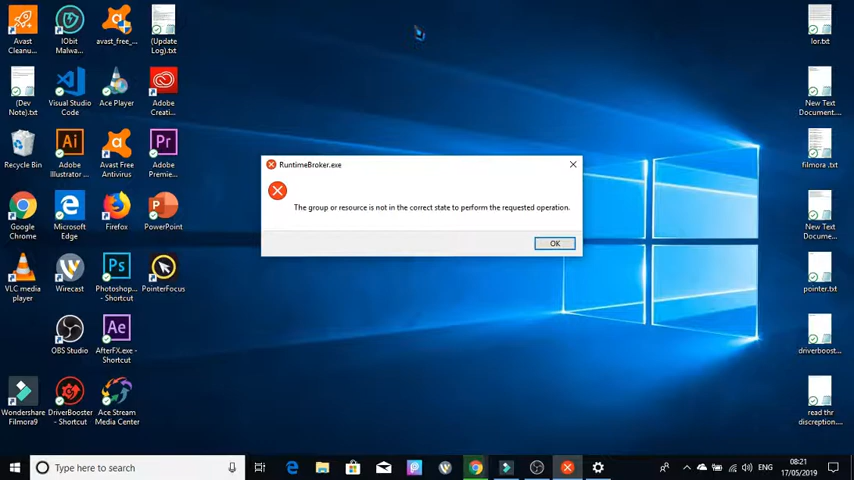 Avast
Cleanu...
IObit
Malwa...
avast_free_...
(Update
Log).txt
(Dev
Note).txt
Visual Studio
Code
Ace Player
Adobe
Creati...
Recycle Bin
Ai
Adobe
Illustrator ...
Avast Free
Antivirus
Pr
Adobe
Premie...
Google
Chrome
Microsoft
Edge
Firefox
PowerPoint
VLC media
player
Wirecast
Ps
Photoshop...
- Shortcut
PointerFocus
OBS Studio
Ae
AfterFX.exe -
Shortcut
Wondershare
Filmora9
DriverBooster
- Shortcut
Ace Stream
Media Center
RuntimeBroker.exe
The group or resource is not in the correct state to perform the requested operation.
OK
lor.txt
New Text
Document....
filmora .txt
New Text
Docume...
pointer.txt
driverboost...
read thr
discreption....
Type here to search
ENG
08:21
17/05/2019